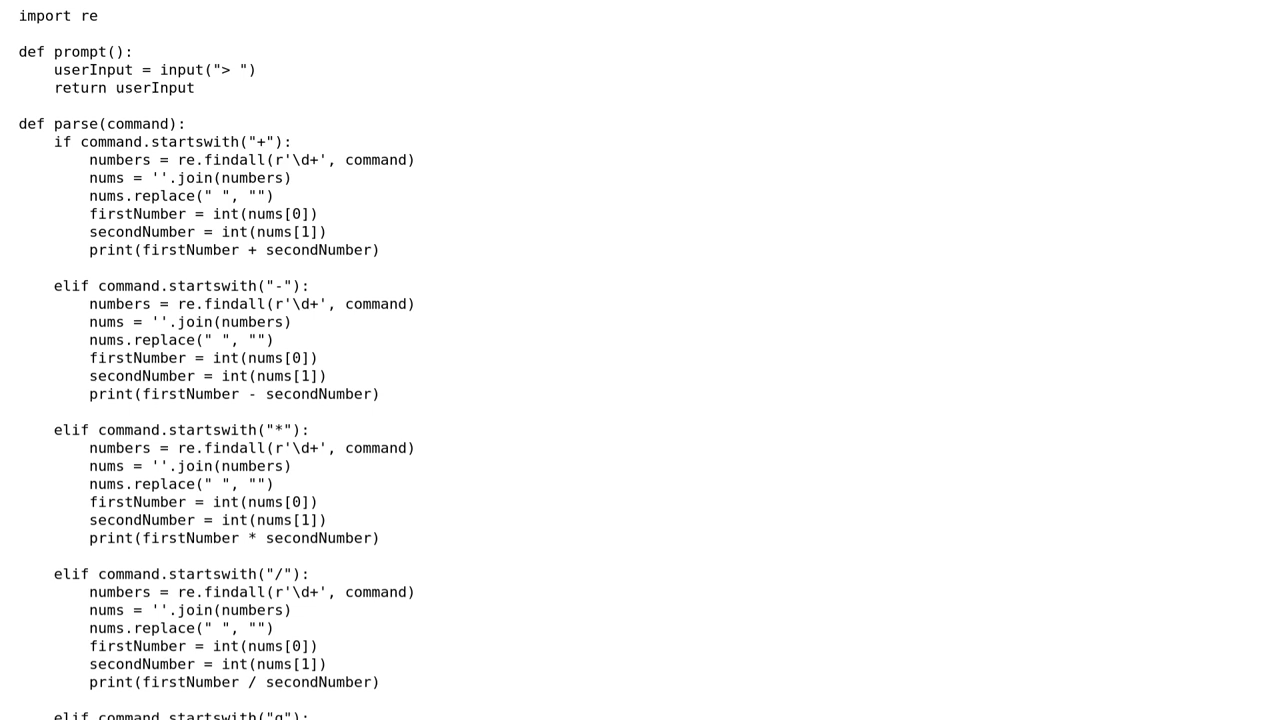 import re
def prompt():
    userInput = input("> ")
    return userInput
def parse(command):
    if command.startswith("+"):
        numbers = re.findall(r'\d+', command)
        nums = ''.join(numbers)
        nums.replace(" ", "")
        firstNumber = int(nums[0])
        secondNumber = int(nums[1])
        print(firstNumber + secondNumber)
    elif command.startswith("-"):
        numbers = re.findall(r'\d+', command)
        nums = ''.join(numbers)
        nums.replace(" ", "")
        firstNumber = int(nums[0])
        secondNumber = int(nums[1])
        print(firstNumber - secondNumber)
    elif command.startswith("*"):
        numbers = re.findall(r'\d+', command)
        nums = ''.join(numbers)
        nums.replace(" ", "")
        firstNumber = int(nums[0])
        secondNumber = int(nums[1])
        print(firstNumber * secondNumber)
    elif command.startswith("/"):
        numbers = re.findall(r'\d+', command)
        nums = ''.join(numbers)
        nums.replace(" ", "")
        firstNumber = int(nums[0])
        secondNumber = int(nums[1])
        print(firstNumber / secondNumber)
    elif command.startswith("q"):